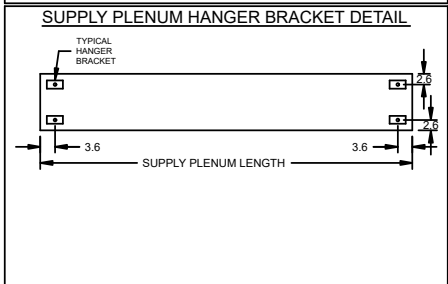 SUPPLY PLENUM HANGER BRACKET DETAIL
TYPICAL
HANGER
BRACKET
2.6
2.6
3.6
3.6
SUPPLY PLENUM LENGTH